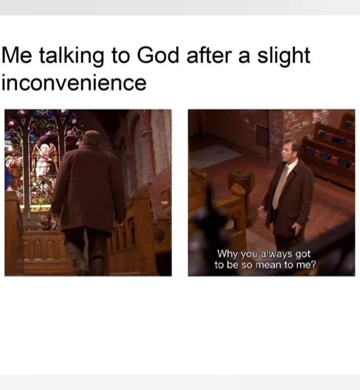 Me talking to God after a slight
inconvenience
Why you always got
to be so mean to me?